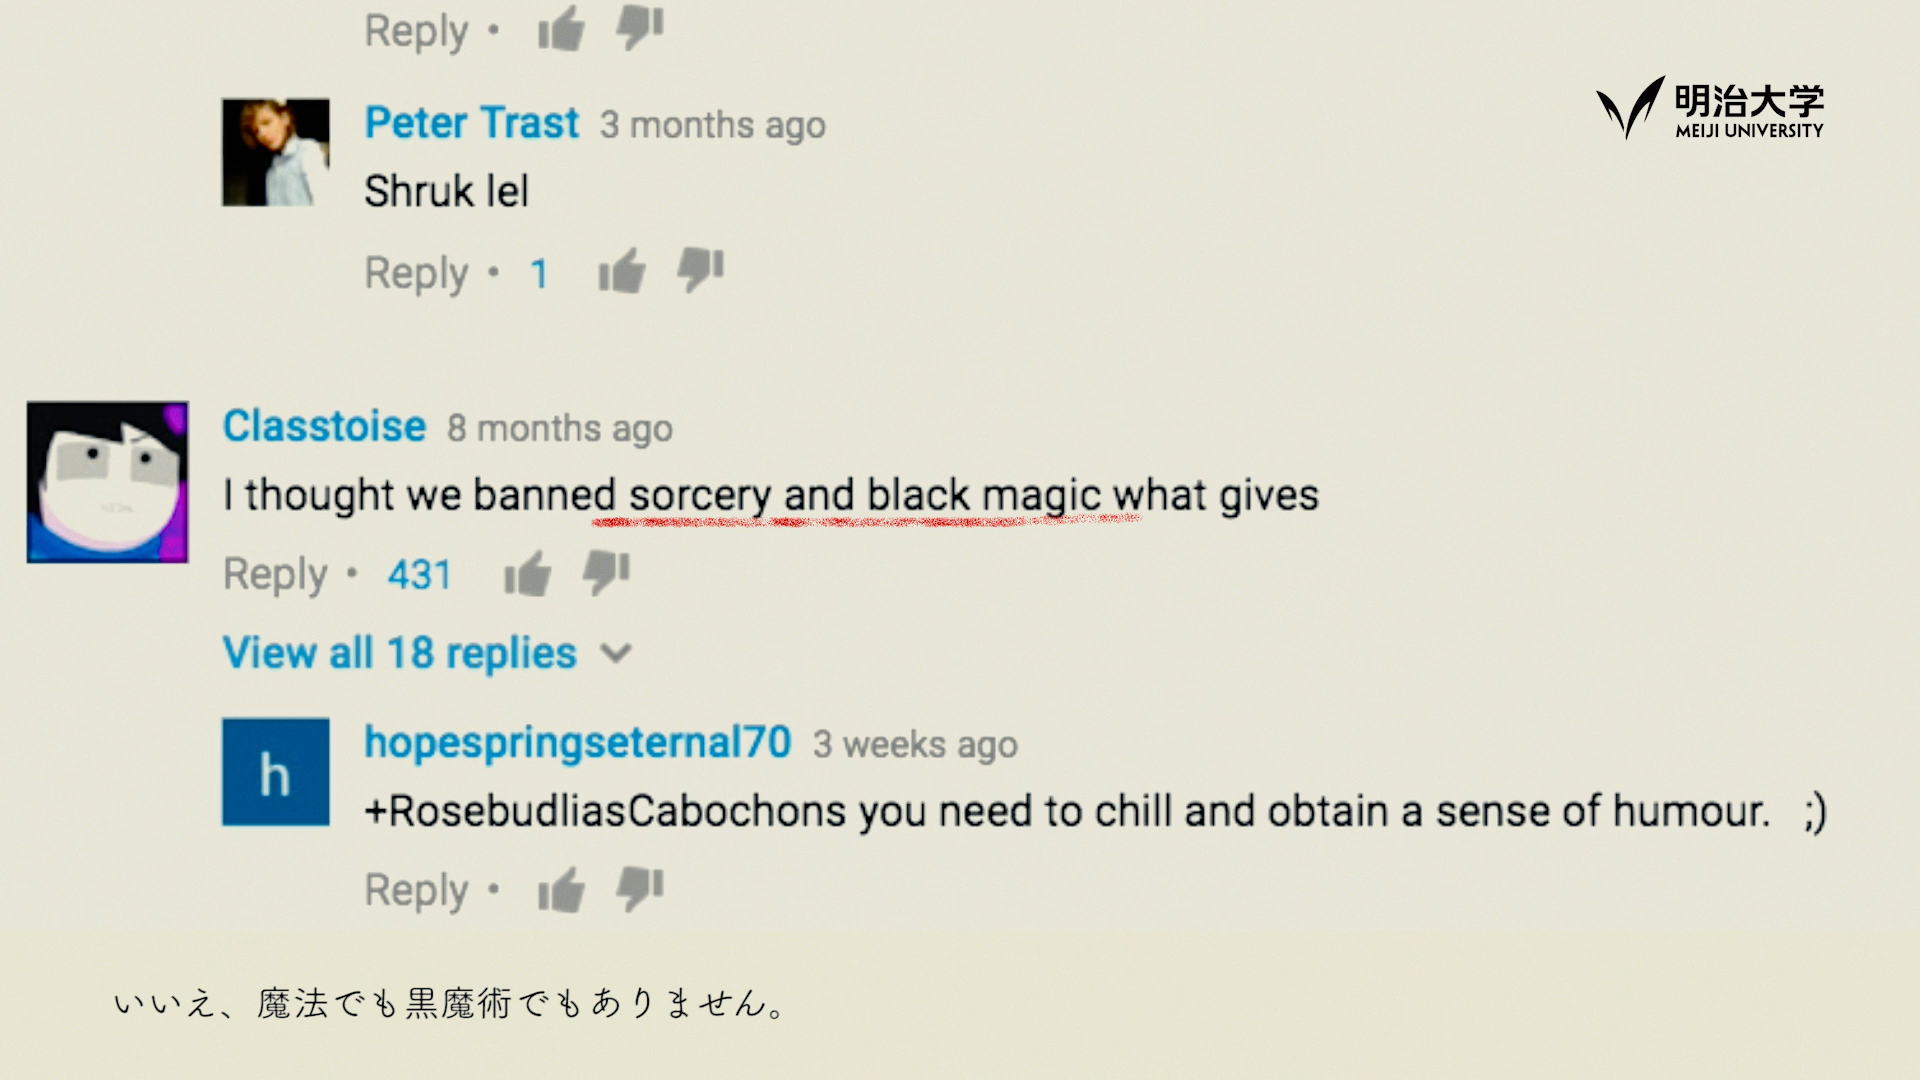 Reply •
明治大学
MEIJI UNIVERSITY
Peter Trast 3 months ago
Shruk lel
Reply • 1
Classtoise 8 months ago
I thought we banned sorcery and black magic what gives
Reply • 431
View all 18 replies
h
hopespringseternal70 3 weeks ago
+RosebudliasCabochons you need to chill and obtain a sense of humour. ;)
Reply •
いいえ、魔法でも黒魔術でもありません。